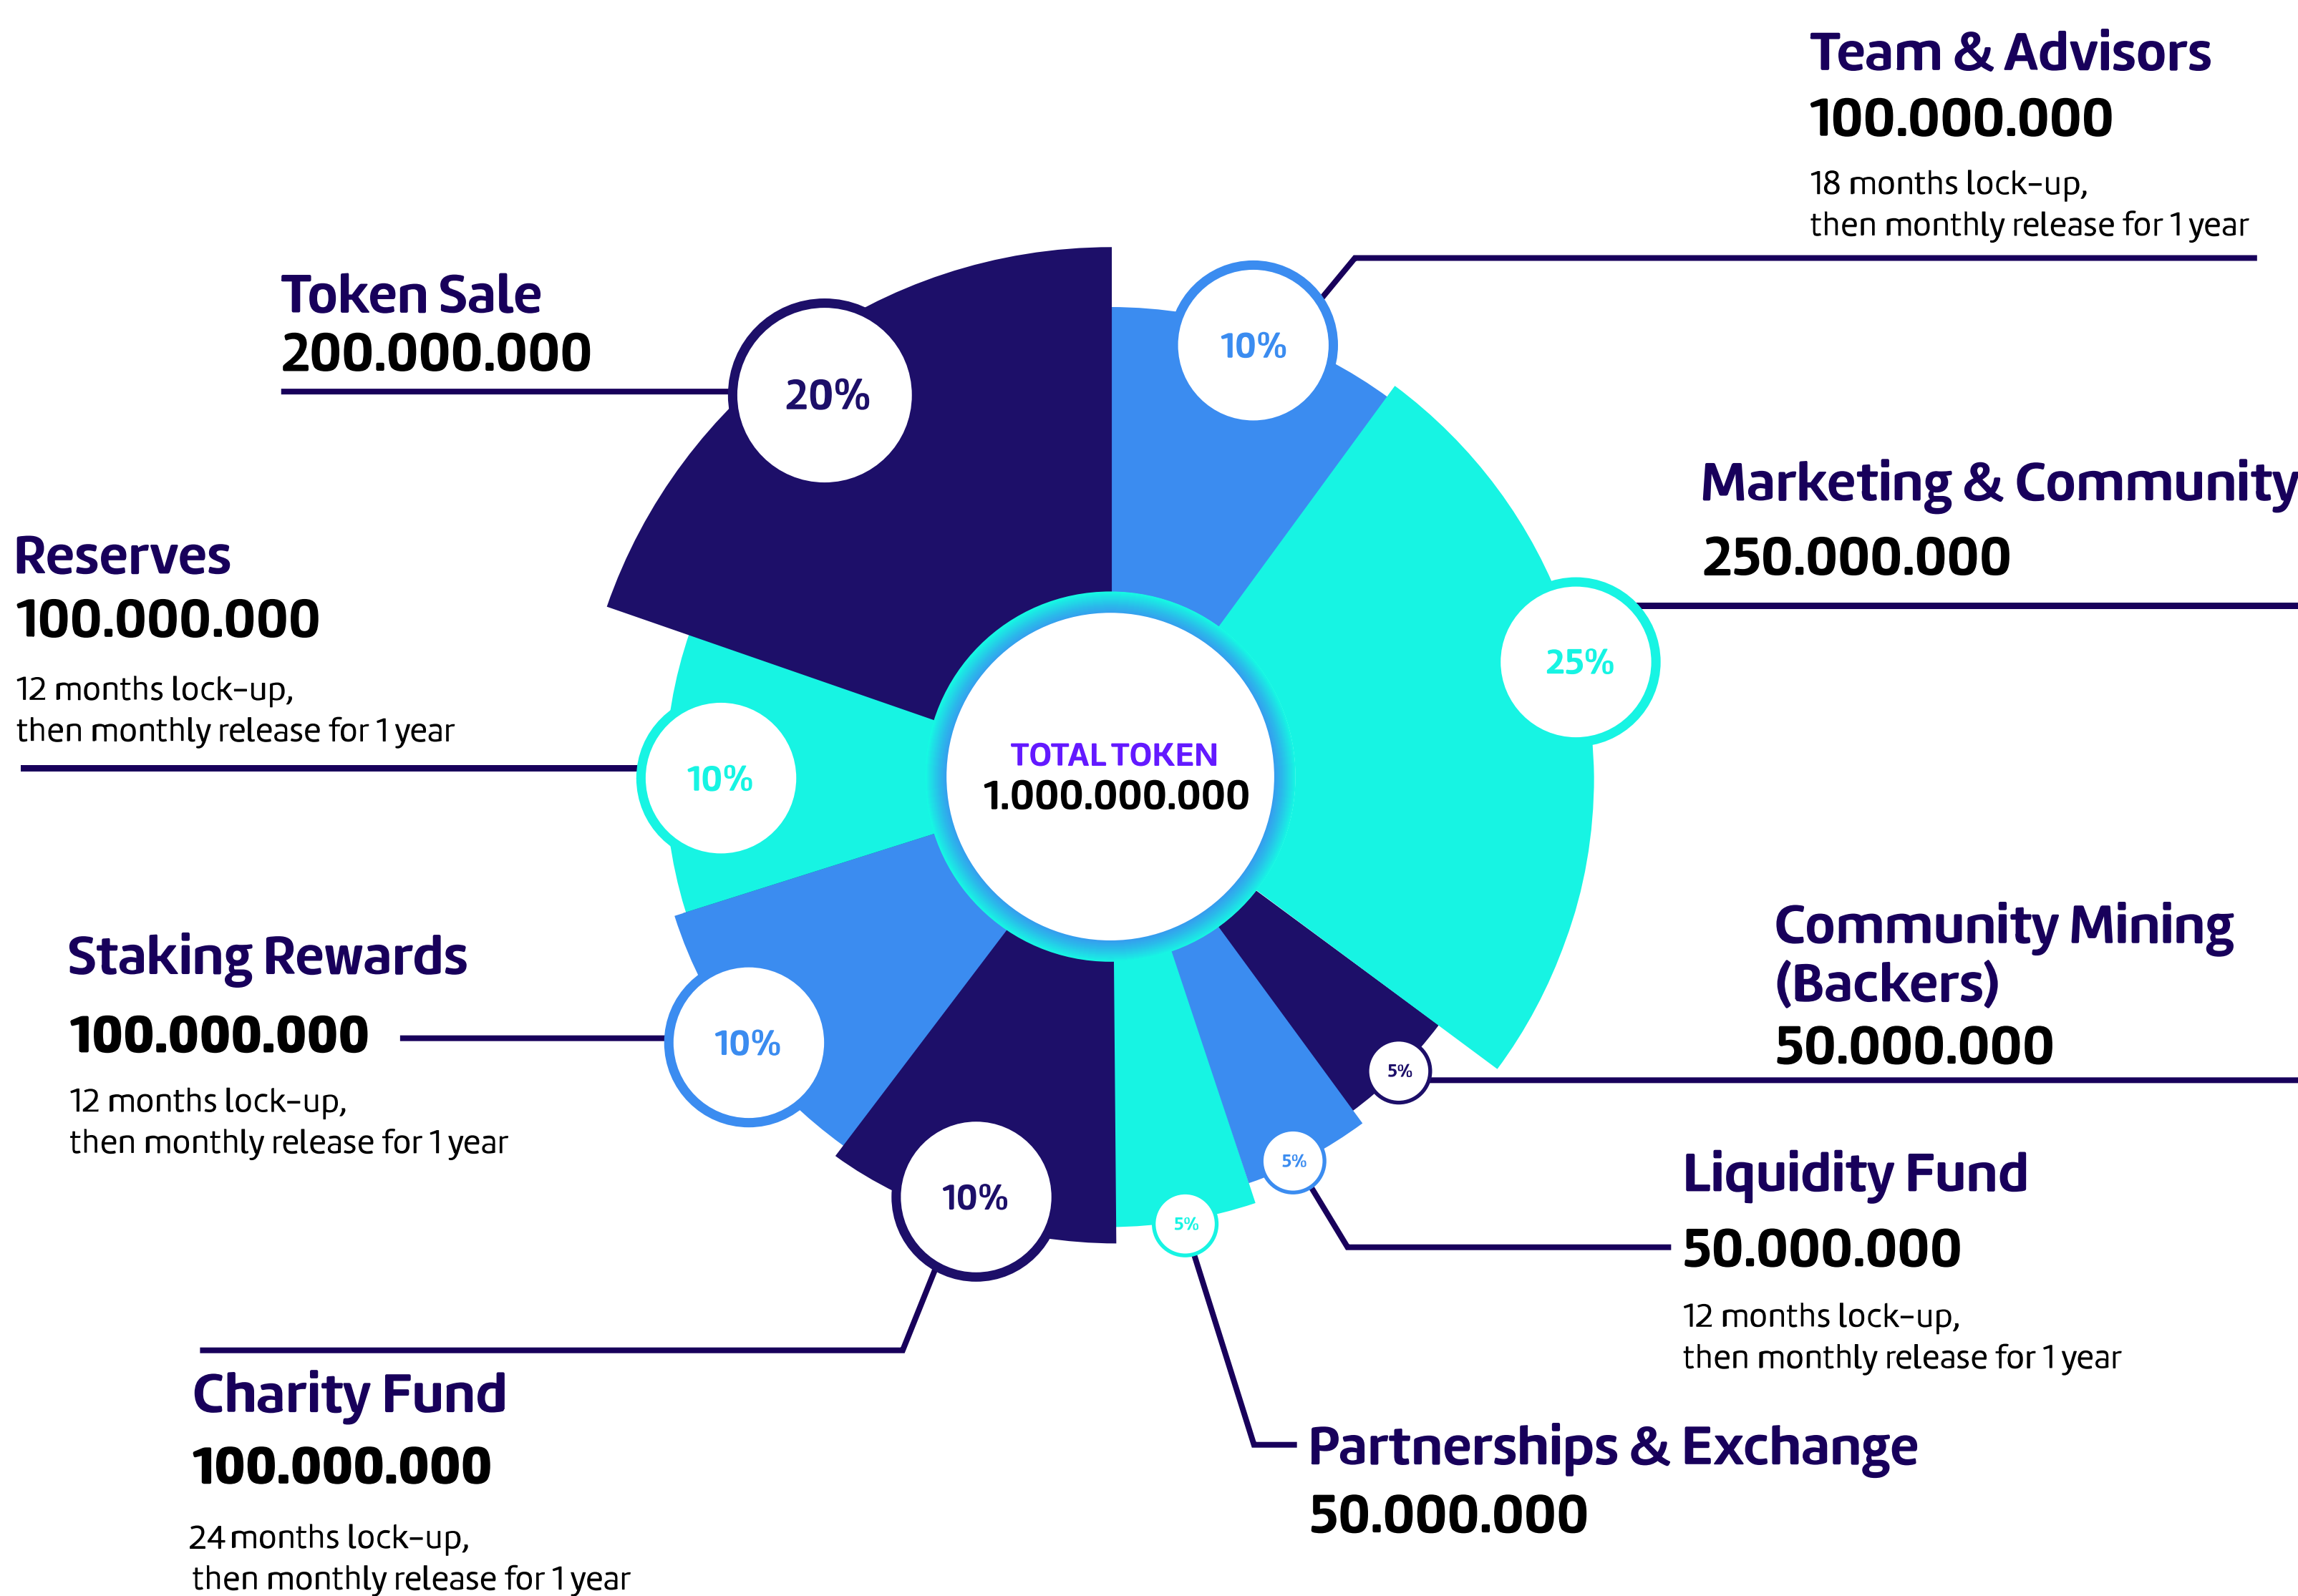 Team & Advisors
100.000.000
18 months lock-up,
then monthly release for 1 year
10%
Token Sale
200.000.000
20%
Marketing & Community
250.000.000
25%
Reserves
100.000.000
12 months lock-up,
then monthly release for 1 year
10%
TOTAL TOKEN
1.000.000.000
Community Mining
(Backers)
50.000.000
5%
Staking Rewards
100.000.000
12 months lock-up,
then monthly release for 1 year
10%
Liquidity Fund
50.000.000
12 months lock-up,
then monthly release for 1 year
5%
Charity Fund
100.000.000
24 months lock-up,
then monthly release for 1 year
10%
Partnerships & Exchange
50.000.000
5%